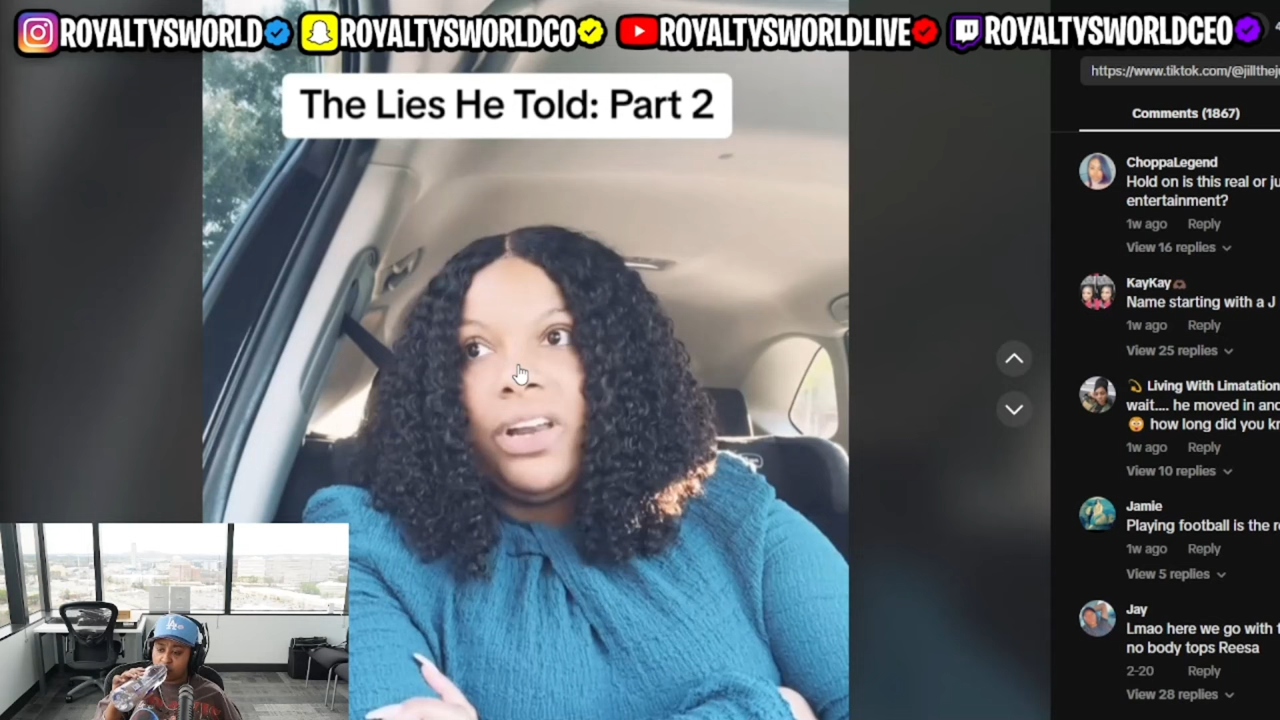 ROYALTYSWORLD ROYALTYSWORLDCO ROYALTYSWORLDLIVE ROYALTYSWORLDCEO
The Lies He Told: Part 2
https://www.tiktok.com/@jillthej
Comments (1867)
ChoppaLegend
Hold on is this real or ju
entertainment?
1w ago Reply
View 16 replies
KayKay
Name starting with a J
1w ago Reply
View 25 replies
Living With Limatation
wait.... he moved in and
how long did you kn
1w ago Reply
View 10 replies
Jamie
Playing football is the r
1w ago Reply
View 5 replies
Jay
Lmao here we go with t
no body tops Reesa
2-20 Reply
View 28 replies
LA